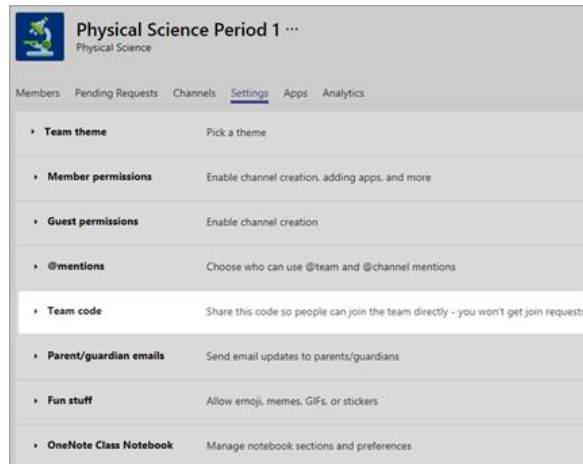 Physical Science Period 1 ···
Physical Science
Members Pending Requests Channels Settings Apps Analytics
Team theme Pick a theme
Member permissions Enable channel creation, adding apps, and more
Guest permissions Enable channel creation
@mentions Choose who can use @team and @channel mentions
Team code Share this code so people can join the team directly - you won't get join requests
Parent/guardian emails Send email updates to parents/guardians
Fun stuff Allow emoji, memes, GIFs, or stickers
OneNote Class Notebook Manage notebook sections and preferences